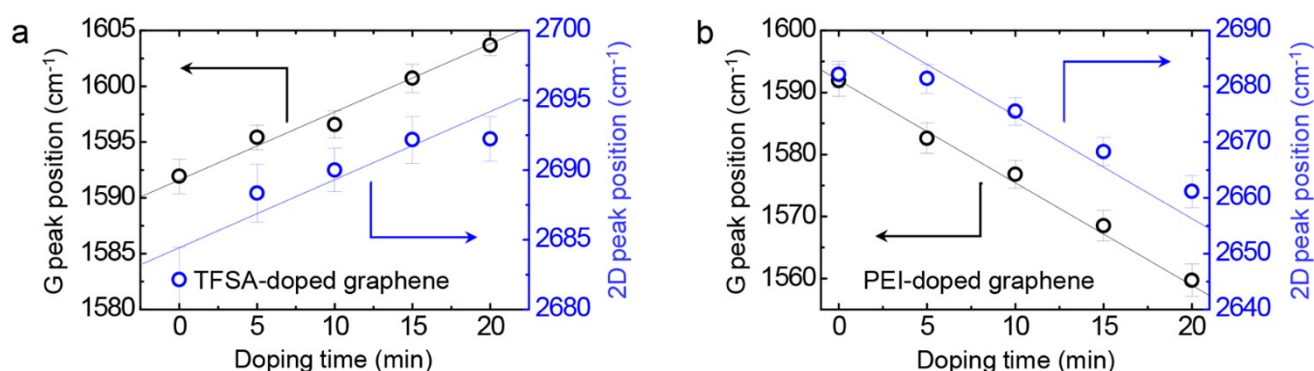 a
G peak position (cm-1)
1605
1600
1595
1590
1585
1580
2700
2695
2690
2685
2680
2D peak position (cm-1)
TFSA-doped graphene
0 5 10 15 20
Doping time (min)
b
G peak position (cm-1)
1600
1590
1580
1570
1560
2690
2680
2670
2660
2650
2640
2D peak position (cm-1)
PEI-doped graphene
0 5 10 15 20
Doping time (min)